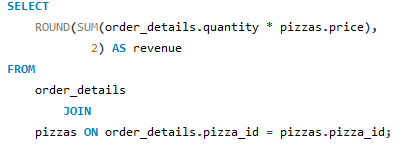 SELECT
ROUND(SUM(order_details.quantity * pizzas.price),
2) AS revenue
FROM
order_details
JOIN
pizzas ON order_details.pizza_id = pizzas.pizza_id;